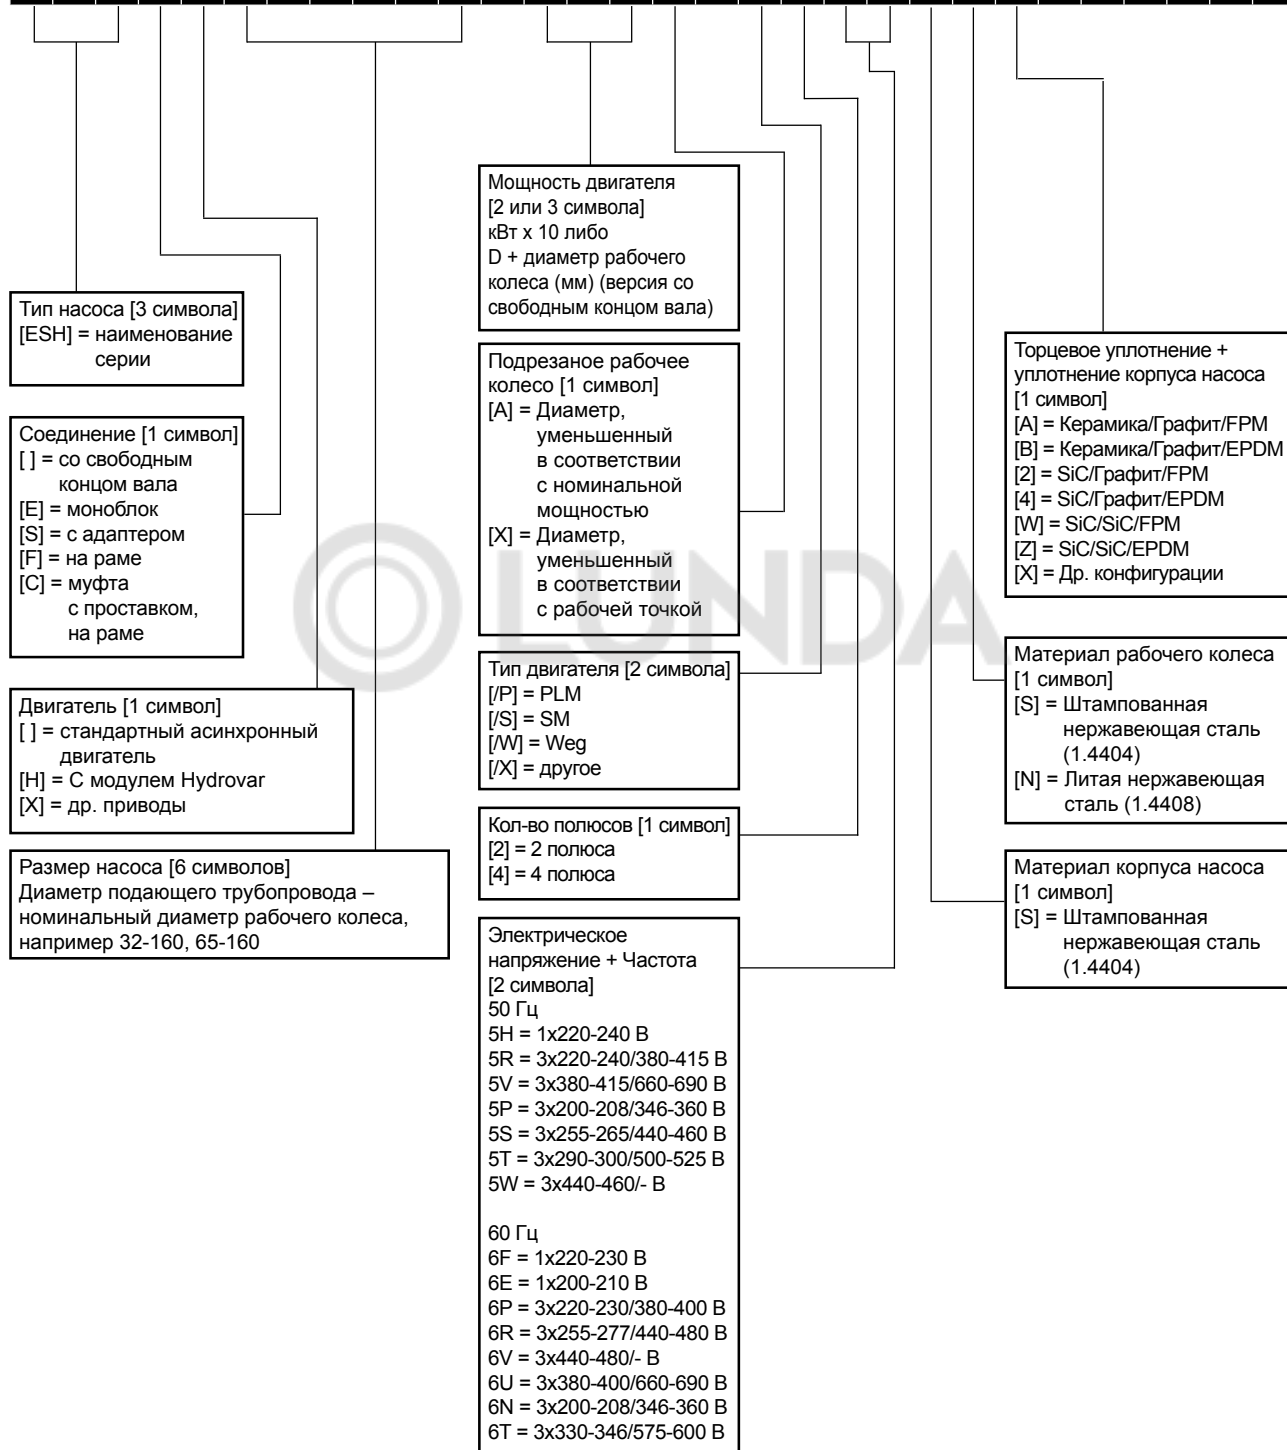 Тип насоса [3 символа]
[ESH] = наименование
серии
Соединение [1 символ]
[ ] = со свободным
концом вала
[E] = моноблок
[S] = с адаптером
[F] = на раме
[C] = муфта
с проставком,
на раме
Двигатель [1 символ]
[ ] = стандартный асинхронный
двигатель
[H] = С модулем Hydrovar
[X] = др. приводы
Размер насоса [6 символов]
Диаметр подающего трубопровода –
номинальный диаметр рабочего колеса,
например 32-160, 65-160
Мощность двигателя
[2 или 3 символа]
кВт x 10 либо
D + диаметр рабочего
колеса (мм) (версия со
свободным концом вала)
Подрезаное рабочее
колесо [1 символ]
[A] = Диаметр,
уменьшенный
в соответствии
с номинальной
мощностью
[X] = Диаметр,
уменьшенный
в соответствии
с рабочей точкой
Тип двигателя [2 символа]
[/P] = PLM
[/S] = SM
[/W] = Weg
[/X] = другое
Кол-во полюсов [1 символ]
[2] = 2 полюса
[4] = 4 полюса
Электрическое
напряжение + Частота
[2 символа]
50 Гц
5H = 1x220-240 В
5R = 3x220-240/380-415 В
5V = 3x380-415/660-690 В
5P = 3x200-208/346-360 В
5S = 3x255-265/440-460 В
5T = 3x290-300/500-525 В
5W = 3x440-460/- В
60 Гц
6F = 1x220-230 В
6E = 1x200-210 В
6P = 3x220-230/380-400 В
6R = 3x255-277/440-480 В
6V = 3x440-480/- В
6U = 3x380-400/660-690 В
6N = 3x200-208/346-360 В
6T = 3x330-346/575-600 В
Торцевое уплотнение +
уплотнение корпуса насоса
[1 символ]
[A] = Керамика/Графит/FPM
[B] = Керамика/Графит/EPDM
[2] = SiC/Графит/FPM
[4] = SiC/Графит/EPDM
[W] = SiC/SiC/FPM
[Z] = SiC/SiC/EPDM
[X] = Др. конфигурации
Материал рабочего колеса
[1 символ]
[S] = Штампованная
нержавеющая сталь
(1.4404)
[N] = Литая нержавеющая
сталь (1.4408)
Материал корпуса насоса
[1 символ]
[S] = Штампованная
нержавеющая сталь
(1.4404)
LUNDA